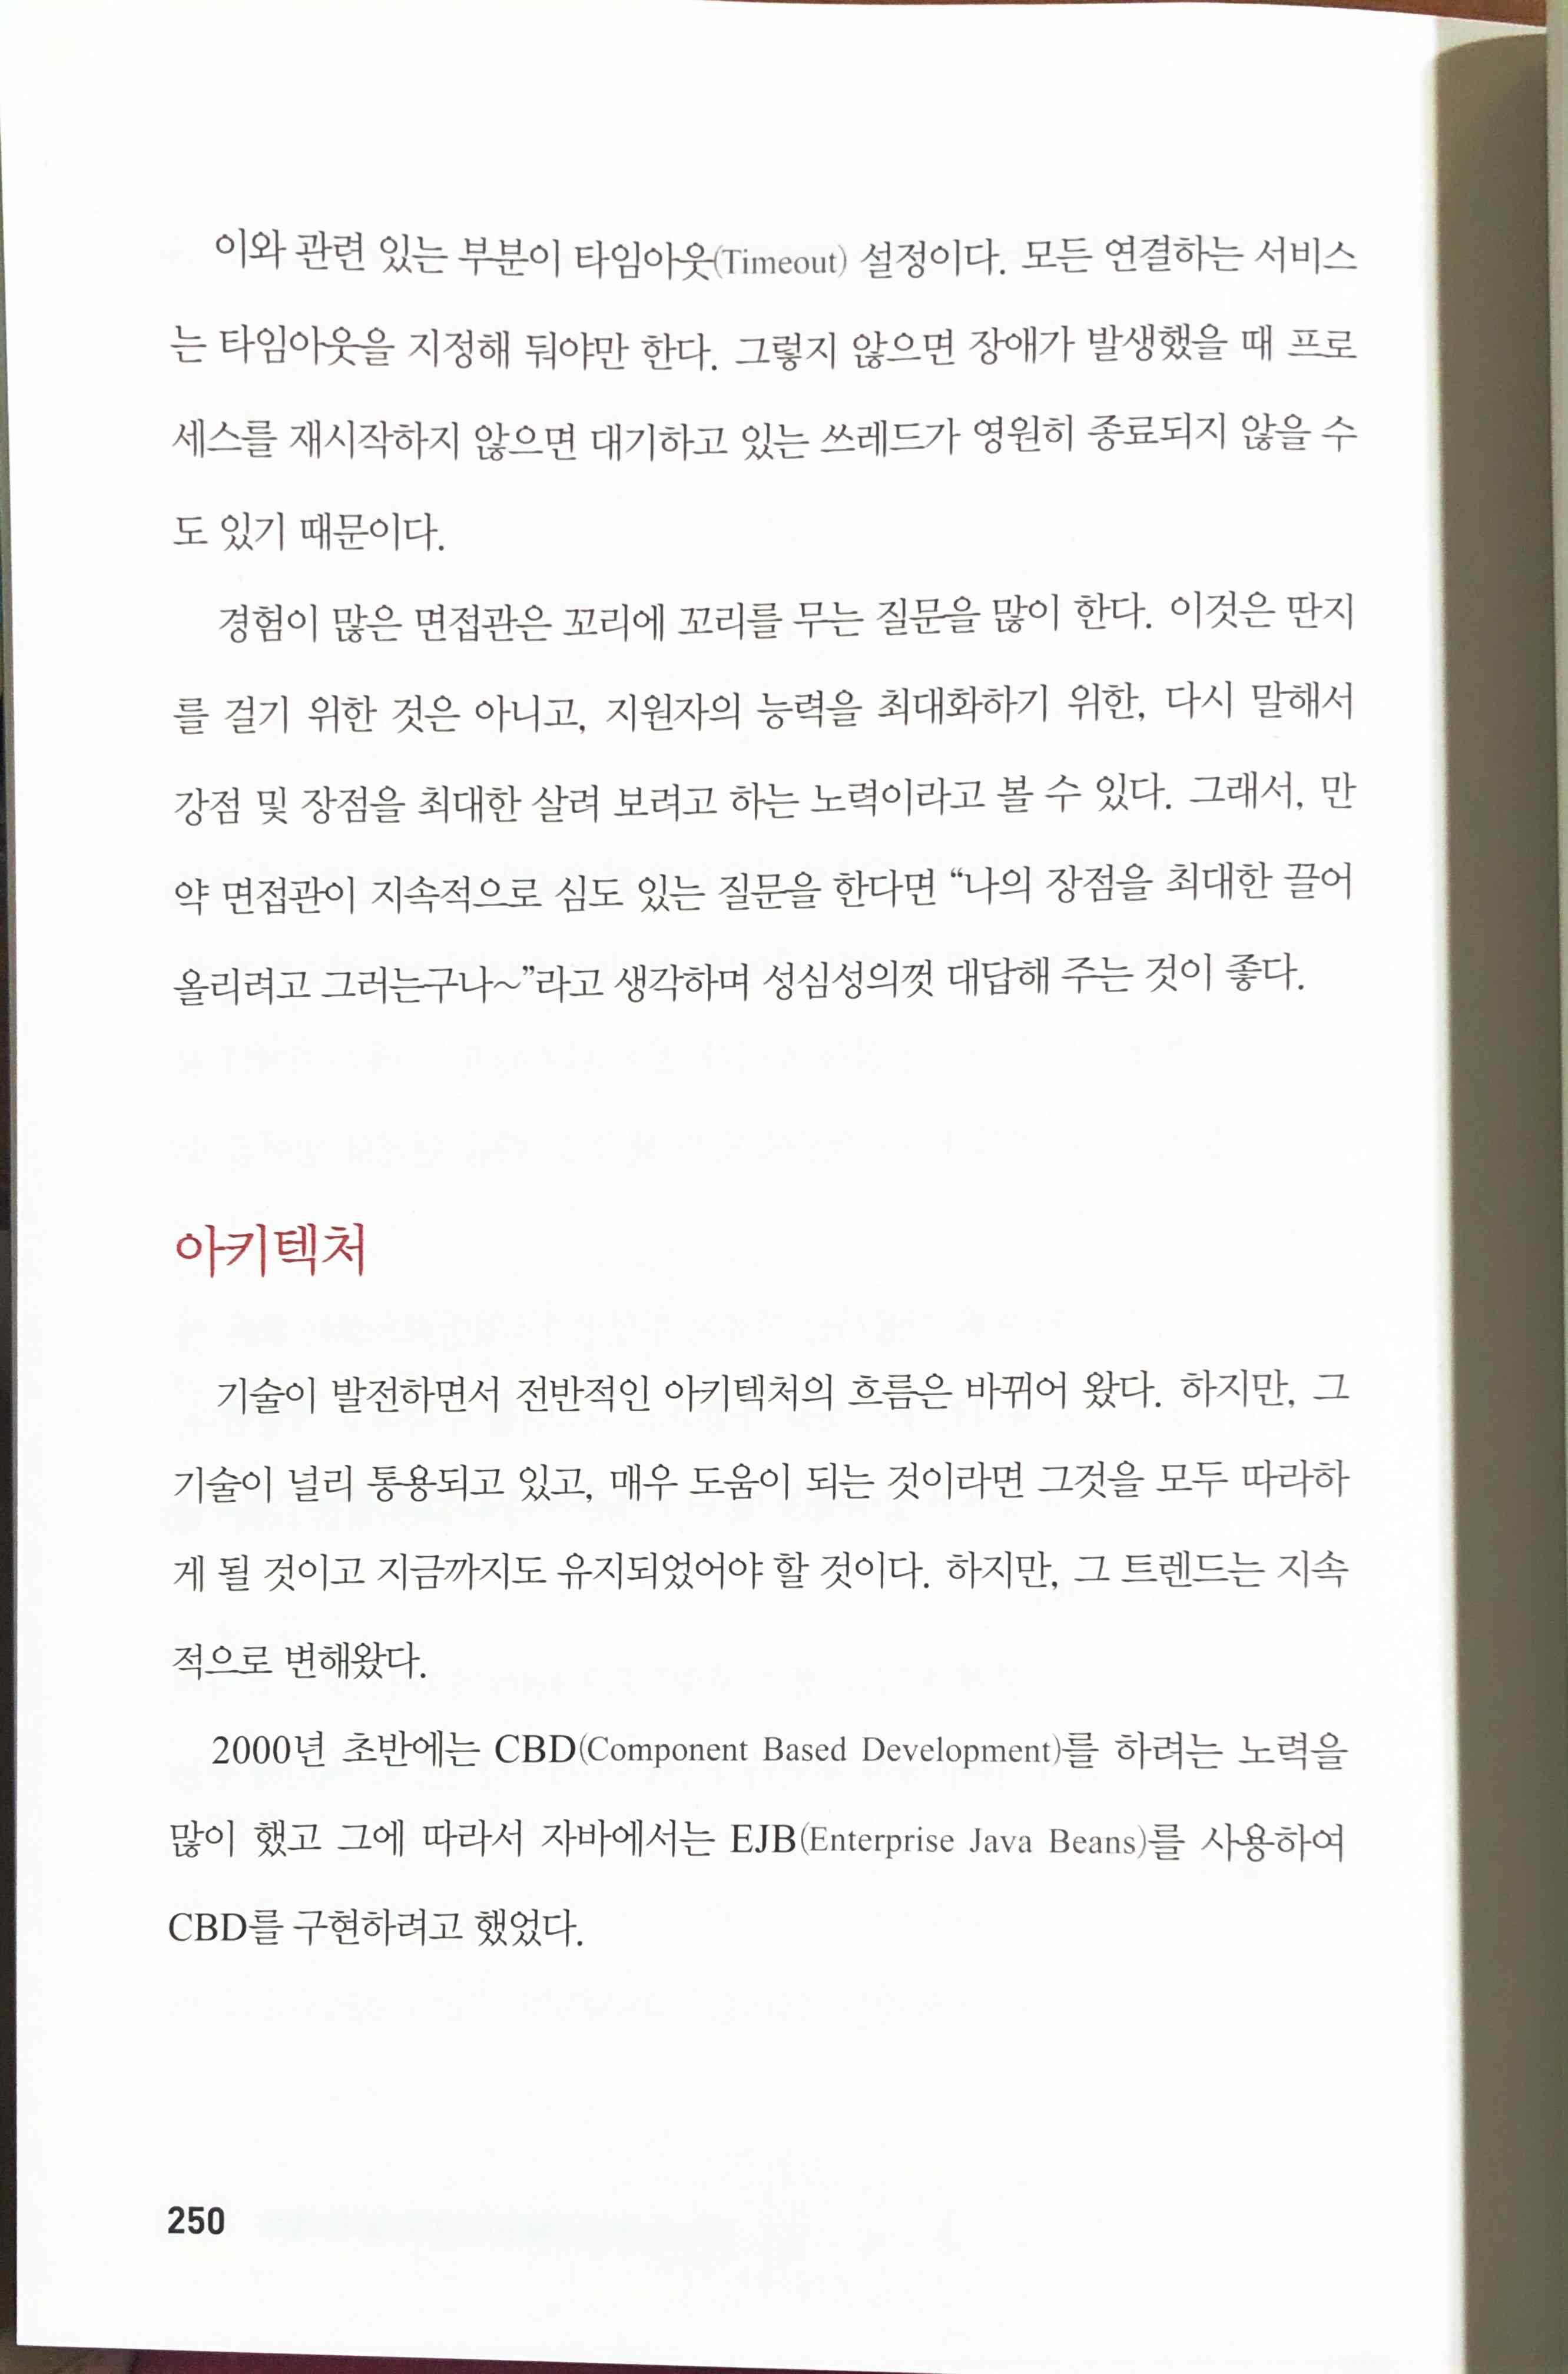 이와 관련 있는 부분이 타임아웃(Timeout) 설정이다. 모든 연결하는 서비스
는 타임아웃을 지정해 둬야만 한다. 그렇지 않으면 장애가 발생했을 때 프로
세스를 재시작하지 않으면 대기하고 있는 쓰레드가 영원히 종료되지 않을 수
도 있기 때문이다.
경험이 많은 면접관은 꼬리에 꼬리를 무는 질문을 많이 한다. 이것은 딴지
를 걸기 위한 것은 아니고, 지원자의 능력을 최대화하기 위한, 다시 말해서
강점 및 장점을 최대한 살려 보려고 하는 노력이라고 볼 수 있다. 그래서, 만
약 면접관이 지속적으로 심도 있는 질문을 한다면 “나의 장점을 최대한 끌어
올리려고 그러는구나~”라고 생각하며 성심성의껏 대답해 주는 것이 좋다.
아키텍처
기술이 발전하면서 전반적인 아키텍처의 흐름은 바뀌어 왔다. 하지만, 그
기술이 널리 통용되고 있고, 매우 도움이 되는 것이라면 그것을 모두 따라하
게 될 것이고 지금까지도 유지되었어야 할 것이다. 하지만, 그 트렌드는 지속
적으로 변해왔다.
2000년 초반에는 CBD(Component Based Development)를 하려는 노력을
많이 했고 그에 따라서 자바에서는 EJB(Enterprise Java Beans)를 사용하여
CBD를 구현하려고 했었다.
250